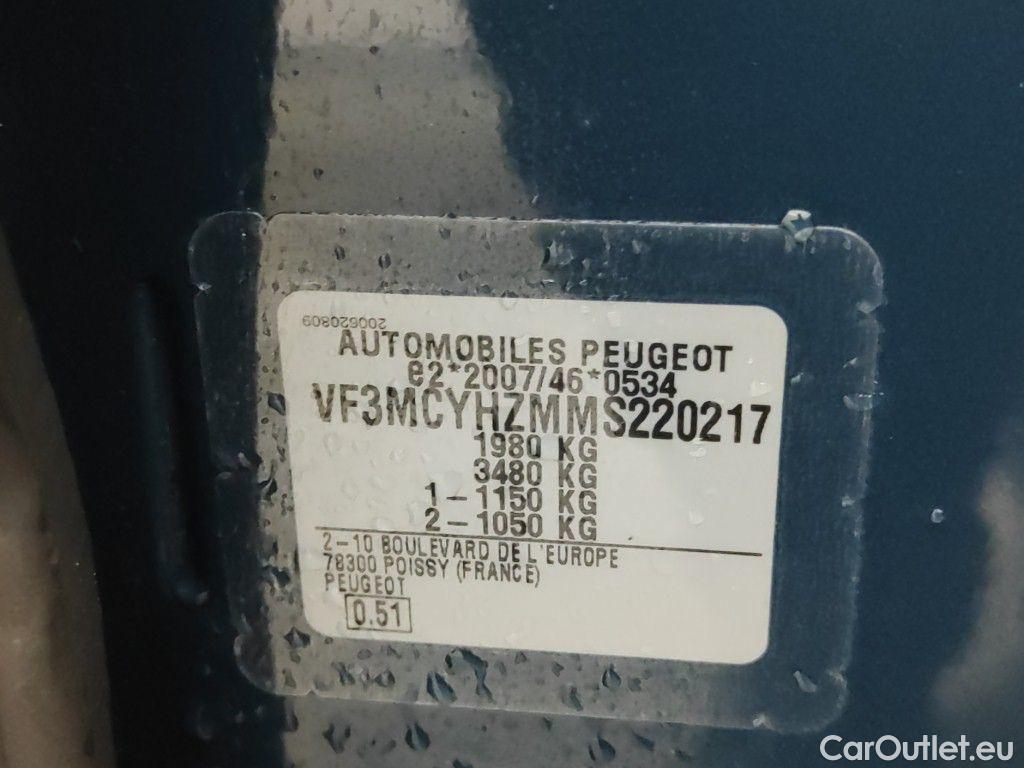 200620809
AUTOMOBILES PEUGEOT
e2*2007/46*0534
VF3MCYHZMMS220217
1980 KG
3480 KG
1-1150 KG
2-1050 KG
2-10 BOULEVARD DE L'EUROPE
78300 POISSY (FRANCE)
PEUGEOT
0.51
CarOutlet.eu